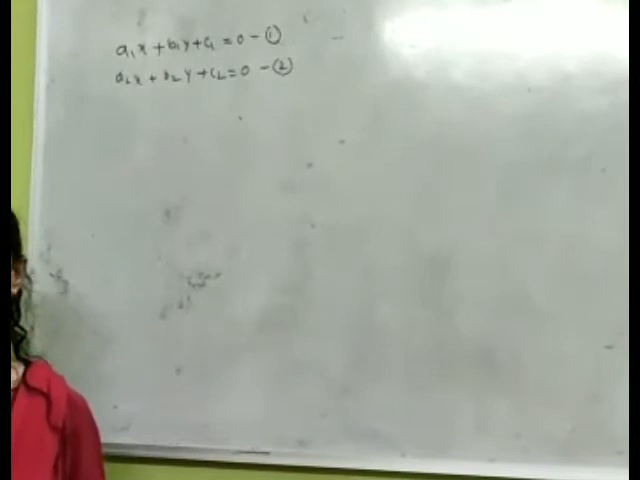 a₁x + b₁y + c₁ = 0 - ①
a₂x + b₂y + c₂ = 0 - ②